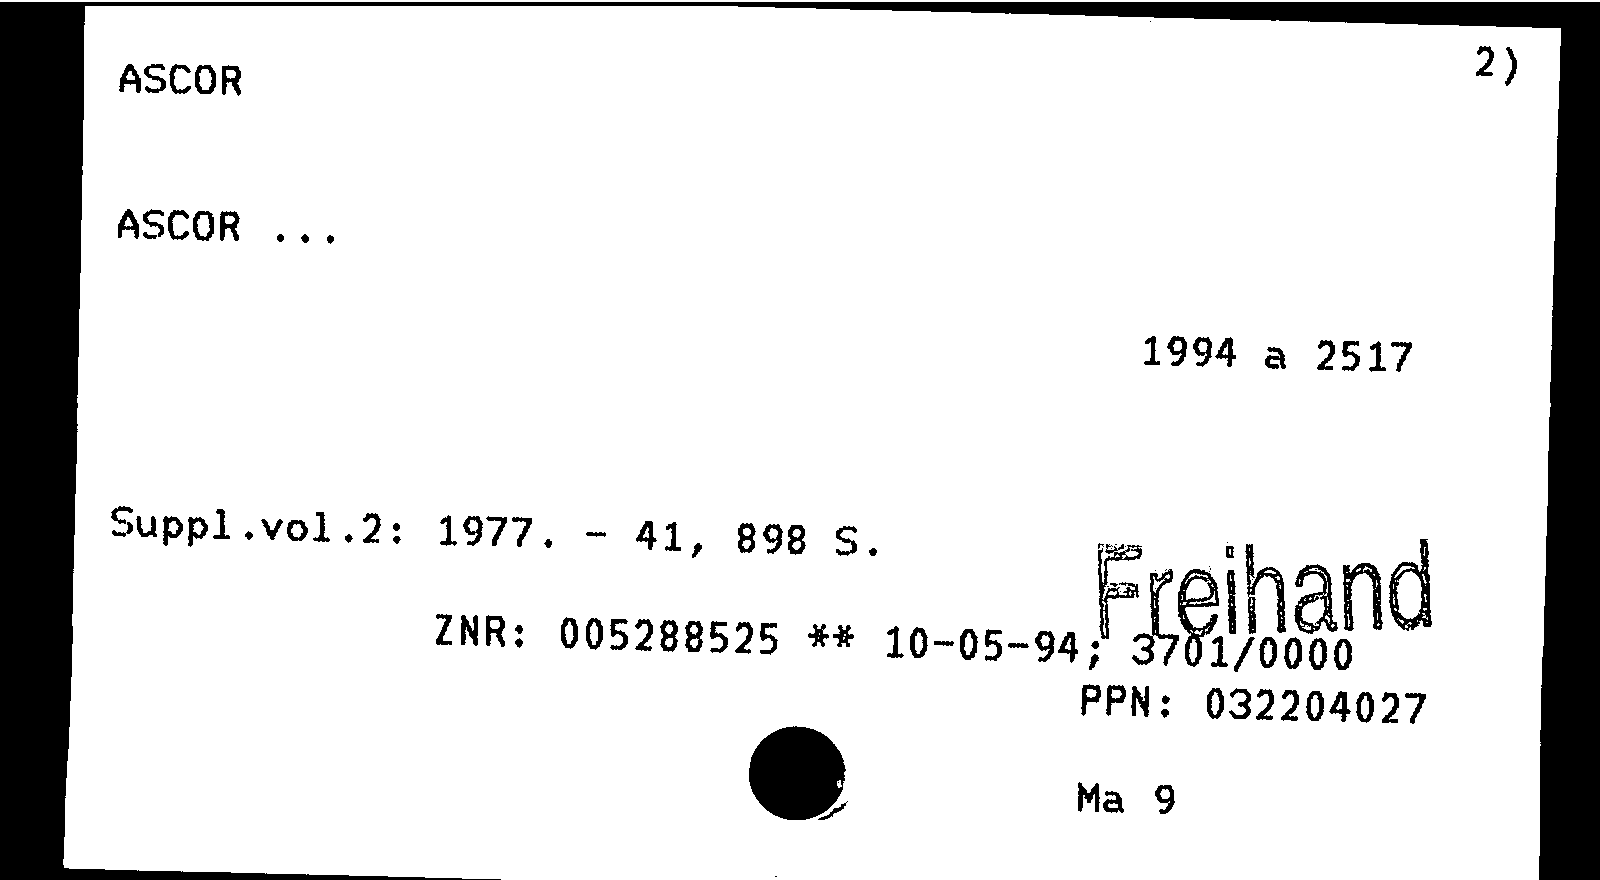 2)
ASCOR
ASCOR ...
1994 a 2517
Suppl.vol.2: 1977. - 41, 898 S.
Freihand
ZNR: 005288525 ** 10-05-94; 3701/0000
PPN: 032204027
Ma 9